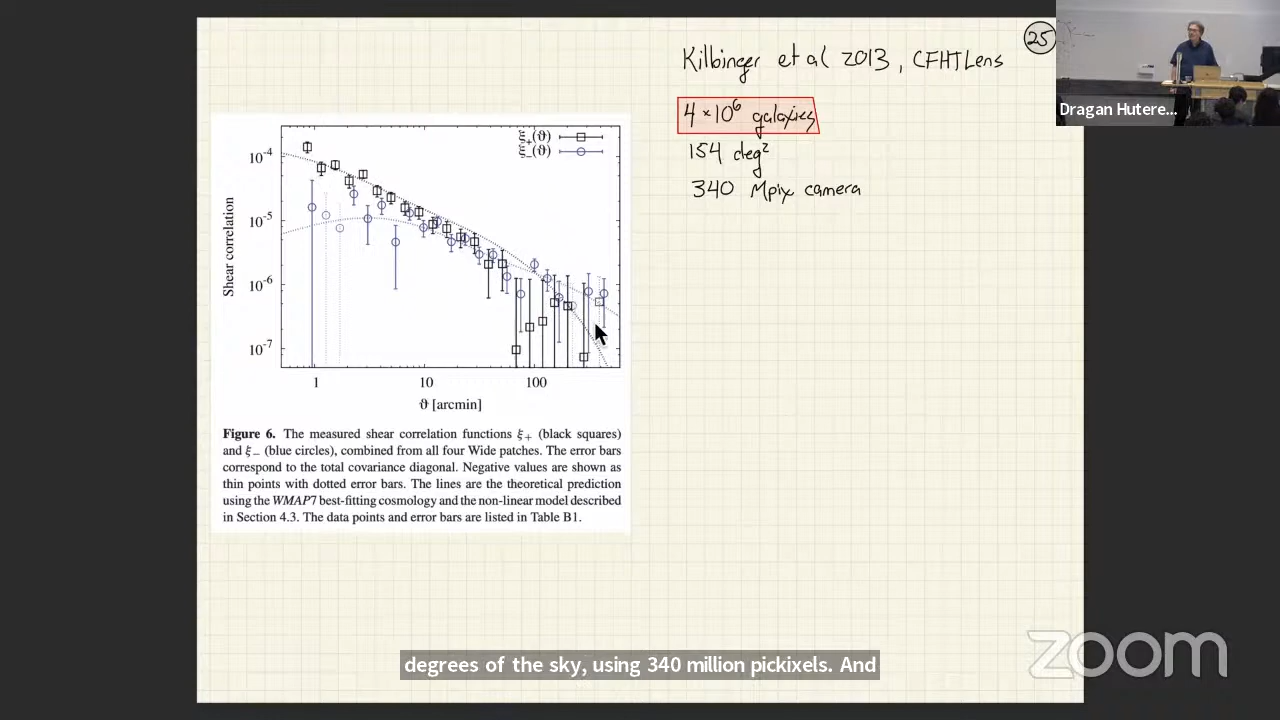 25
Kilbinger et al 2013, CFHTLens
4 × 10⁶ galaxies
154 deg²
340 Mpix camera
Dragan Hutere...
ξ₊(ϑ)
ξ₋(ϑ)
10⁻⁴
10⁻⁵
10⁻⁶
10⁻⁷
Shear correlation
1 10 100
ϑ [arcmin]
Figure 6. The measured shear correlation functions ξ₊ (black squares)
and ξ₋ (blue circles), combined from all four Wide patches. The error bars
correspond to the total covariance diagonal. Negative values are shown as
thin points with dotted error bars. The lines are the theoretical prediction
using the WMAP7 best-fitting cosmology and the non-linear model described
in Section 4.3. The data points and error bars are listed in Table B1.
degrees of the sky, using 340 million pickixels. And
zoom